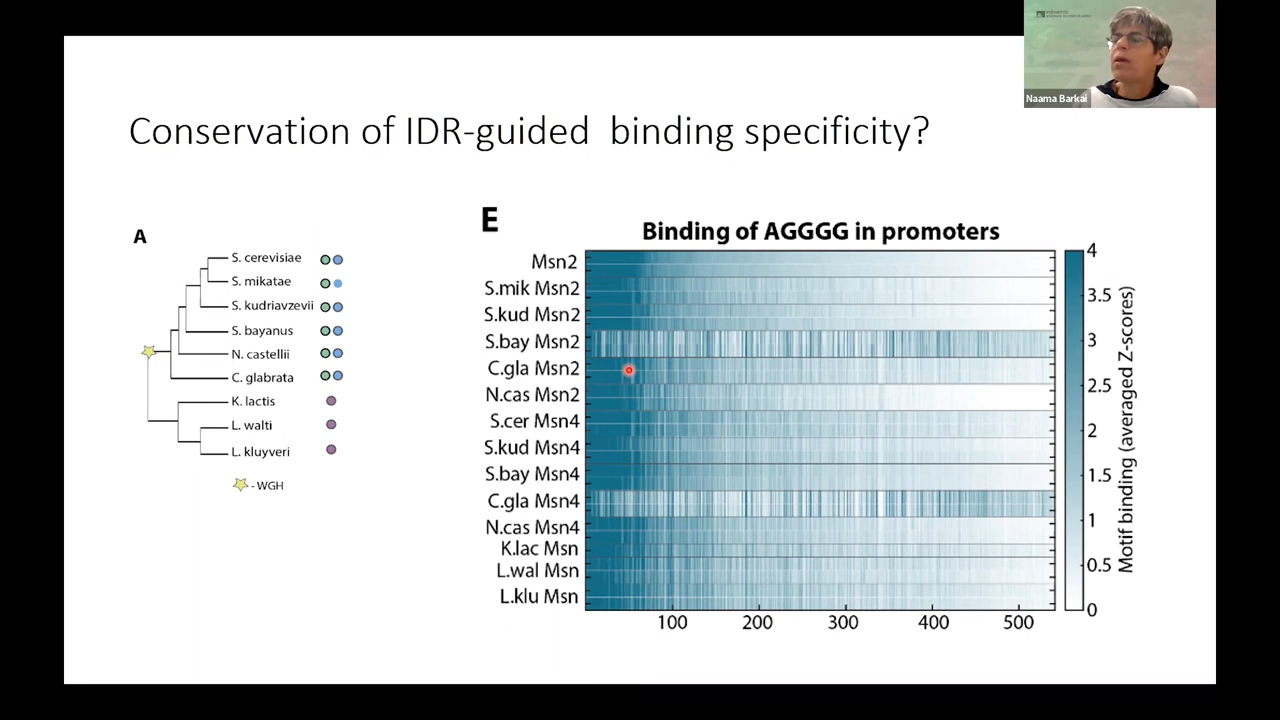 Naama Barkai
Conservation of IDR-guided binding specificity?
A
S. cerevisiae
S. mikatae
S. kudriavzevii
S. bayanus
N. castellii
C. glabrata
K. lactis
L. walti
L. kluyveri
- WGH
E
Binding of AGGGG in promoters
Msn2
S.mik Msn2
S.kud Msn2
S.bay Msn2
C.gla Msn2
N.cas Msn2
S.cer Msn4
S.kud Msn4
S.bay Msn4
C.gla Msn4
N.cas Msn4
K.lac Msn
L.wal Msn
L.klu Msn
100 200 300 400 500
4
3.5
3
2.5
2
1.5
1
0.5
0
Motif binding (averaged Z-scores)